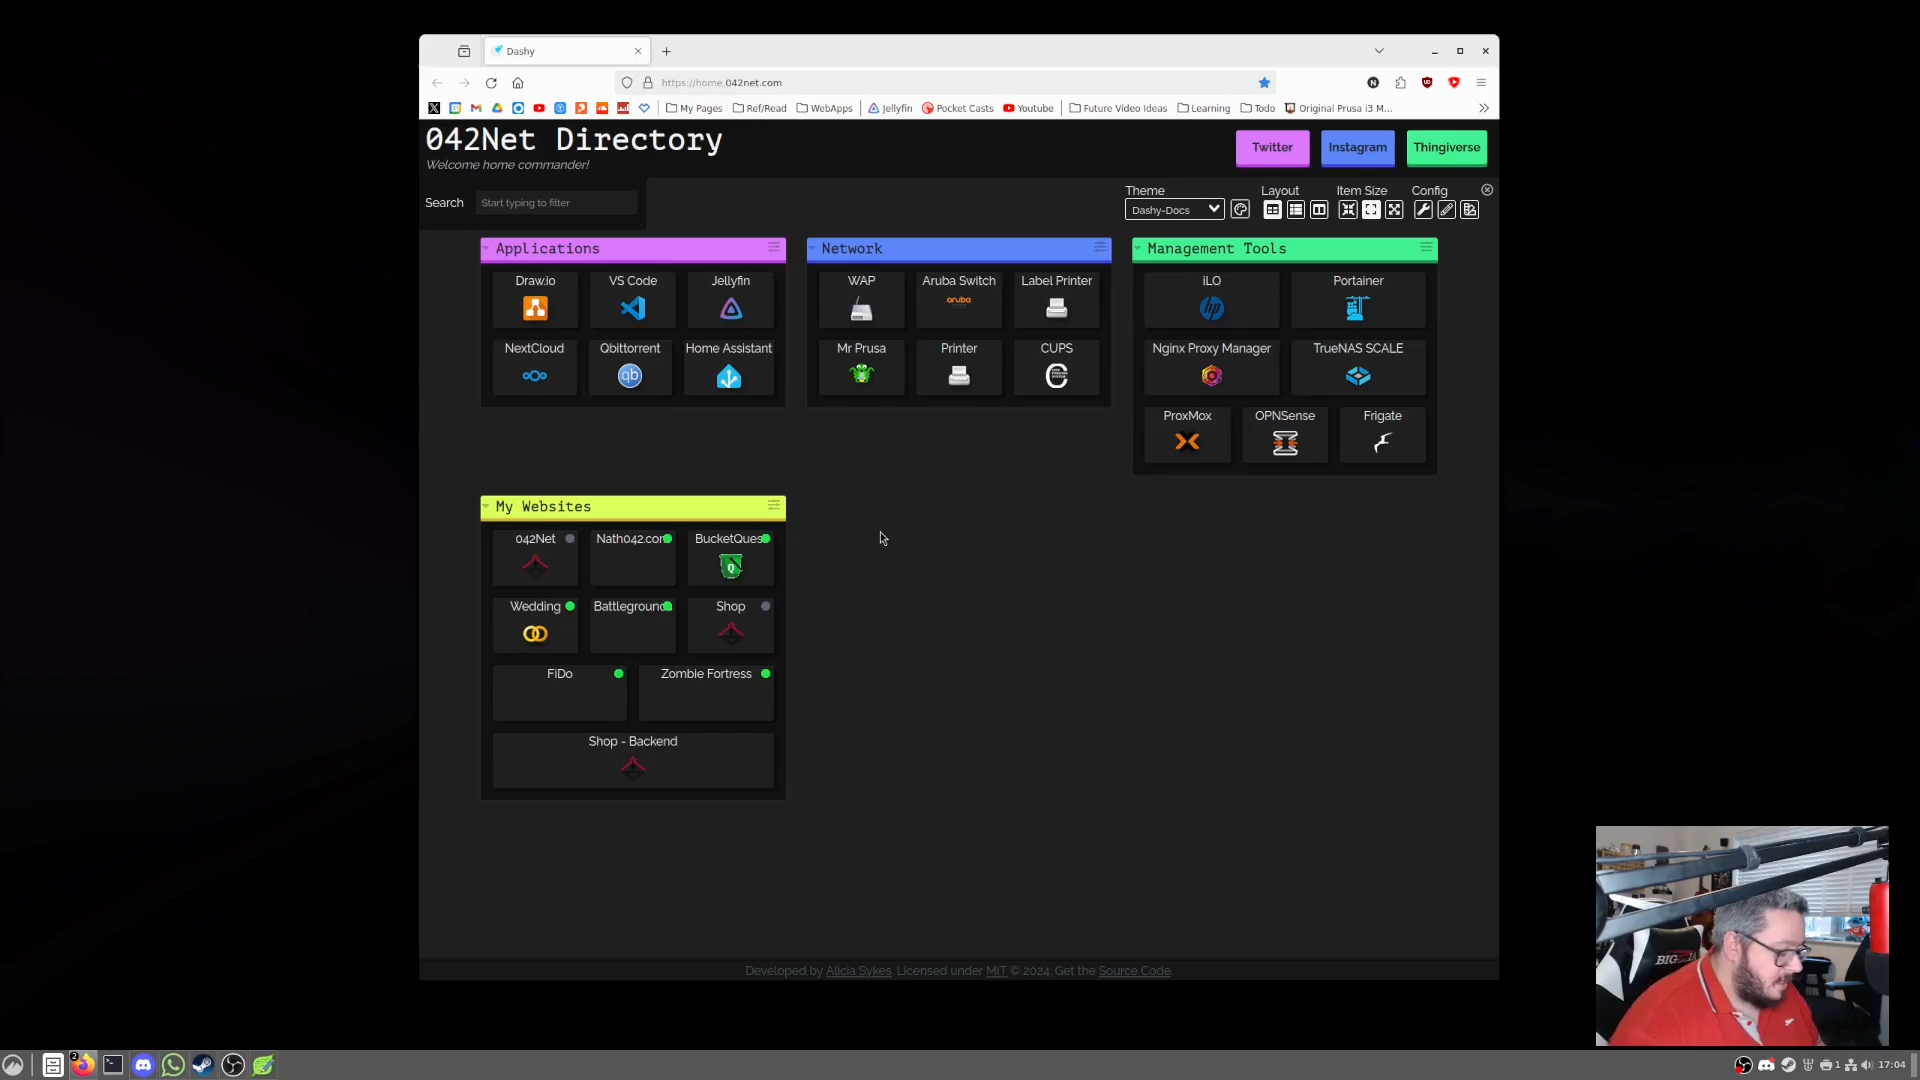 Dashy
https://home.042net.com
My Pages
Ref/Read
WebApps
Jellyfin
Pocket Casts
Youtube
Future Video Ideas
Learning
Todo
Original Prusa i3 M...
042Net Directory
Welcome home commander!
Twitter
Instagram
Thingiverse
Search
Start typing to filter
Theme
Dashy-Docs
Layout
Item Size
Config
Applications
Draw.io
VS Code
Jellyfin
NextCloud
Qbittorrent
qb
Home Assistant
Network
WAP
Aruba Switch
aruba
Label Printer
Mr Prusa
Printer
CUPS
Management Tools
iLO
hp
Portainer
Nginx Proxy Manager
TrueNAS SCALE
ProxMox
OPNSense
Frigate
My Websites
042Net
Nath042.com
BucketQues
Q
Wedding
Battleground
Shop
FiDo
Zombie Fortress
Shop - Backend
Developed by Alicia Sykes. Licensed under MIT © 2024. Get the Source Code.
2
1
17:04